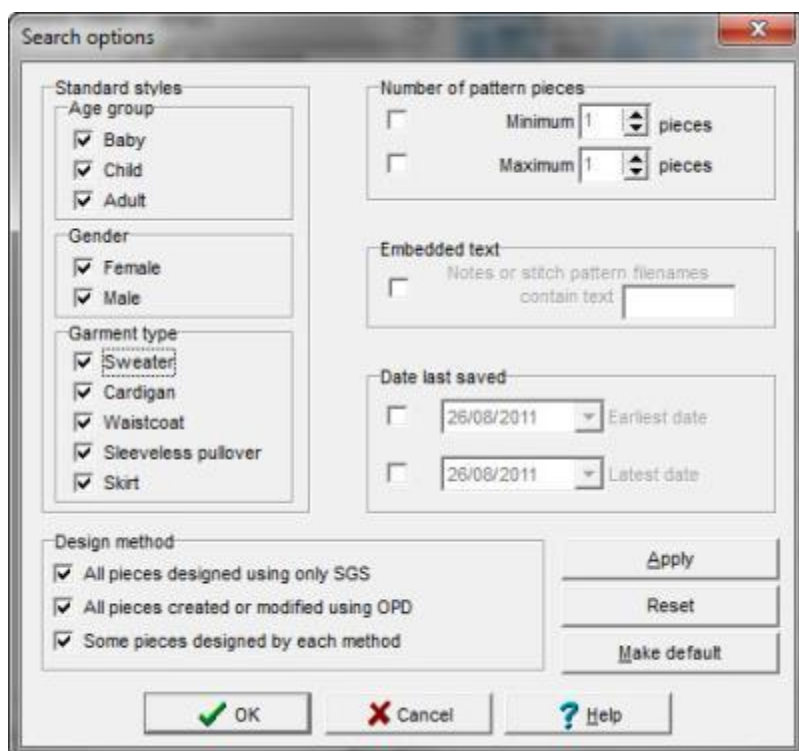 Search options
Standard styles
Age group
Baby
Child
Adult
Gender
Female
Male
Garment type
Sweater
Cardigan
Waistcoat
Sleeveless pullover
Skirt
Number of pattern pieces
Minimum 1 pieces
Maximum 1 pieces
Embedded text
Notes or stitch pattern filenames
contain text
Date last saved
26/08/2011 Earliest date
26/08/2011 Latest date
Design method
All pieces designed using only SGS
All pieces created or modified using OPD
Some pieces designed by each method
Apply
Reset
Make default
OK
Cancel
? Help